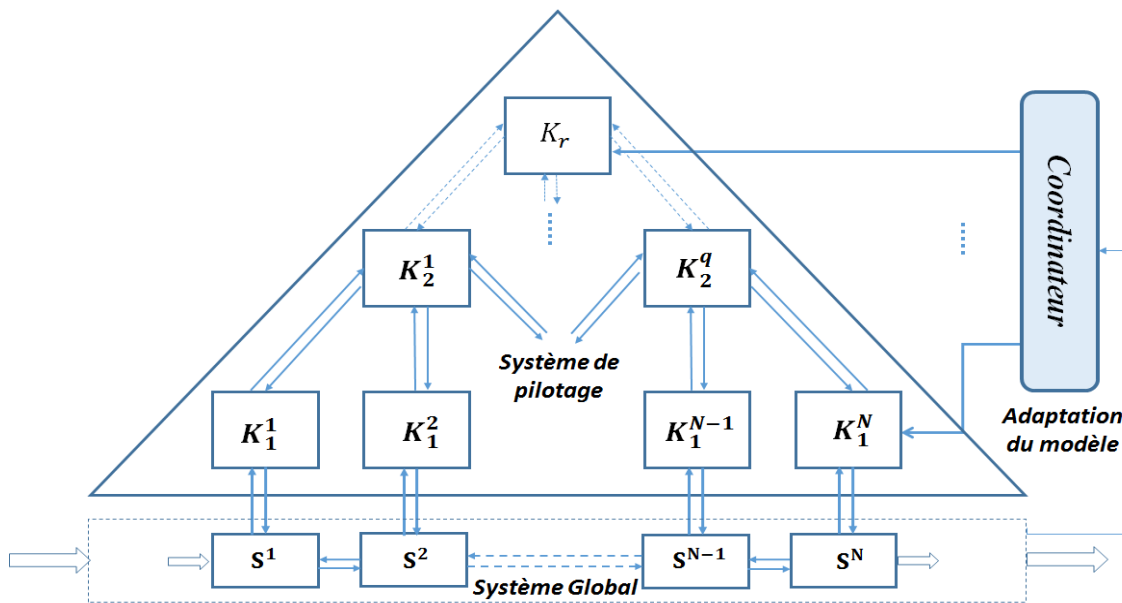 K_r
Coordinateur
K_2^1
K_2^q
Système de
pilotage
K_1^1
K_1^2
K_1^{N-1}
K_1^N
Adaptation
du modèle
S^1
S^2
S^{N-1}
S^N
Système Global